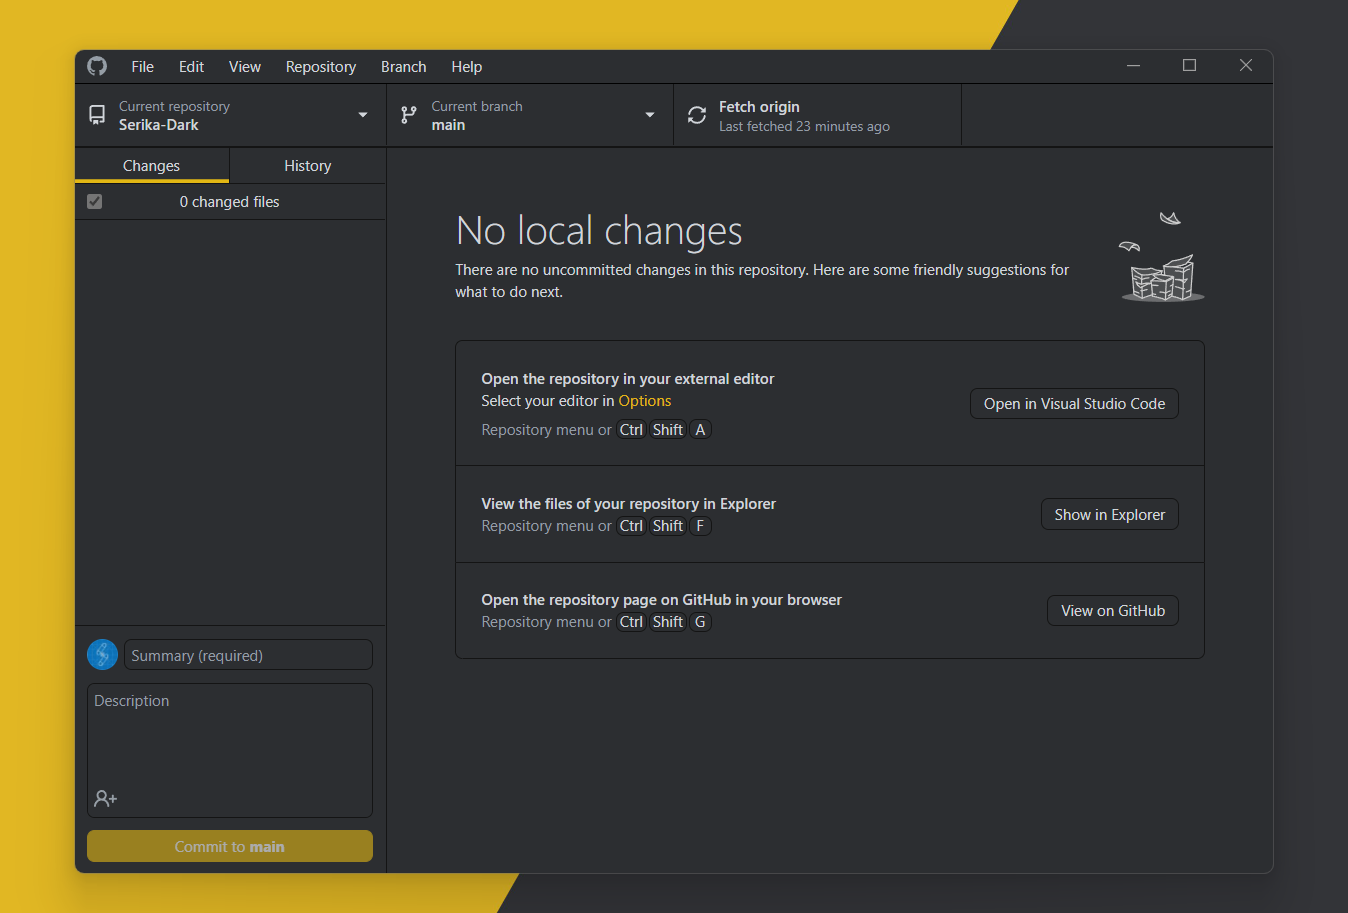 File Edit View Repository Branch Help
Current repository
Serika-Dark
Current branch
main
Fetch origin
Last fetched 23 minutes ago
Changes
History
0 changed files
No local changes
There are no uncommitted changes in this repository. Here are some friendly suggestions for
what to do next.
Open the repository in your external editor
Select your editor in Options
Repository menu or Ctrl Shift A
Open in Visual Studio Code
View the files of your repository in Explorer
Repository menu or Ctrl Shift F
Show in Explorer
Open the repository page on GitHub in your browser
Repository menu or Ctrl Shift G
View on GitHub
Summary (required)
Description
Commit to main